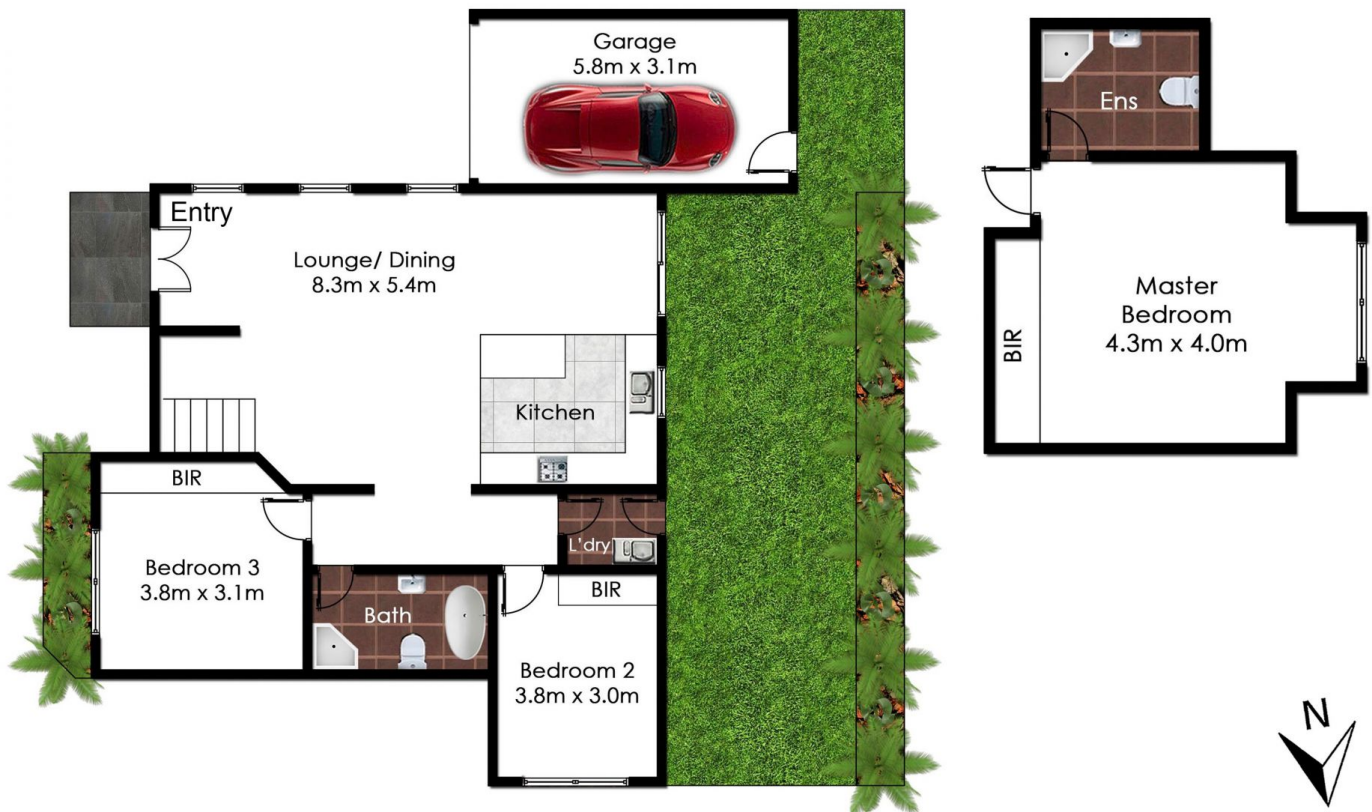 Garage
5.8m x 3.1m
Entry
Lounge/ Dining
8.3m x 5.4m
Kitchen
BIR
Bedroom 3
3.8m x 3.1m
Bath
L'dry
BIR
Bedroom 2
3.8m x 3.0m
Ens
BIR
Master
Bedroom
4.3m x 4.0m
N